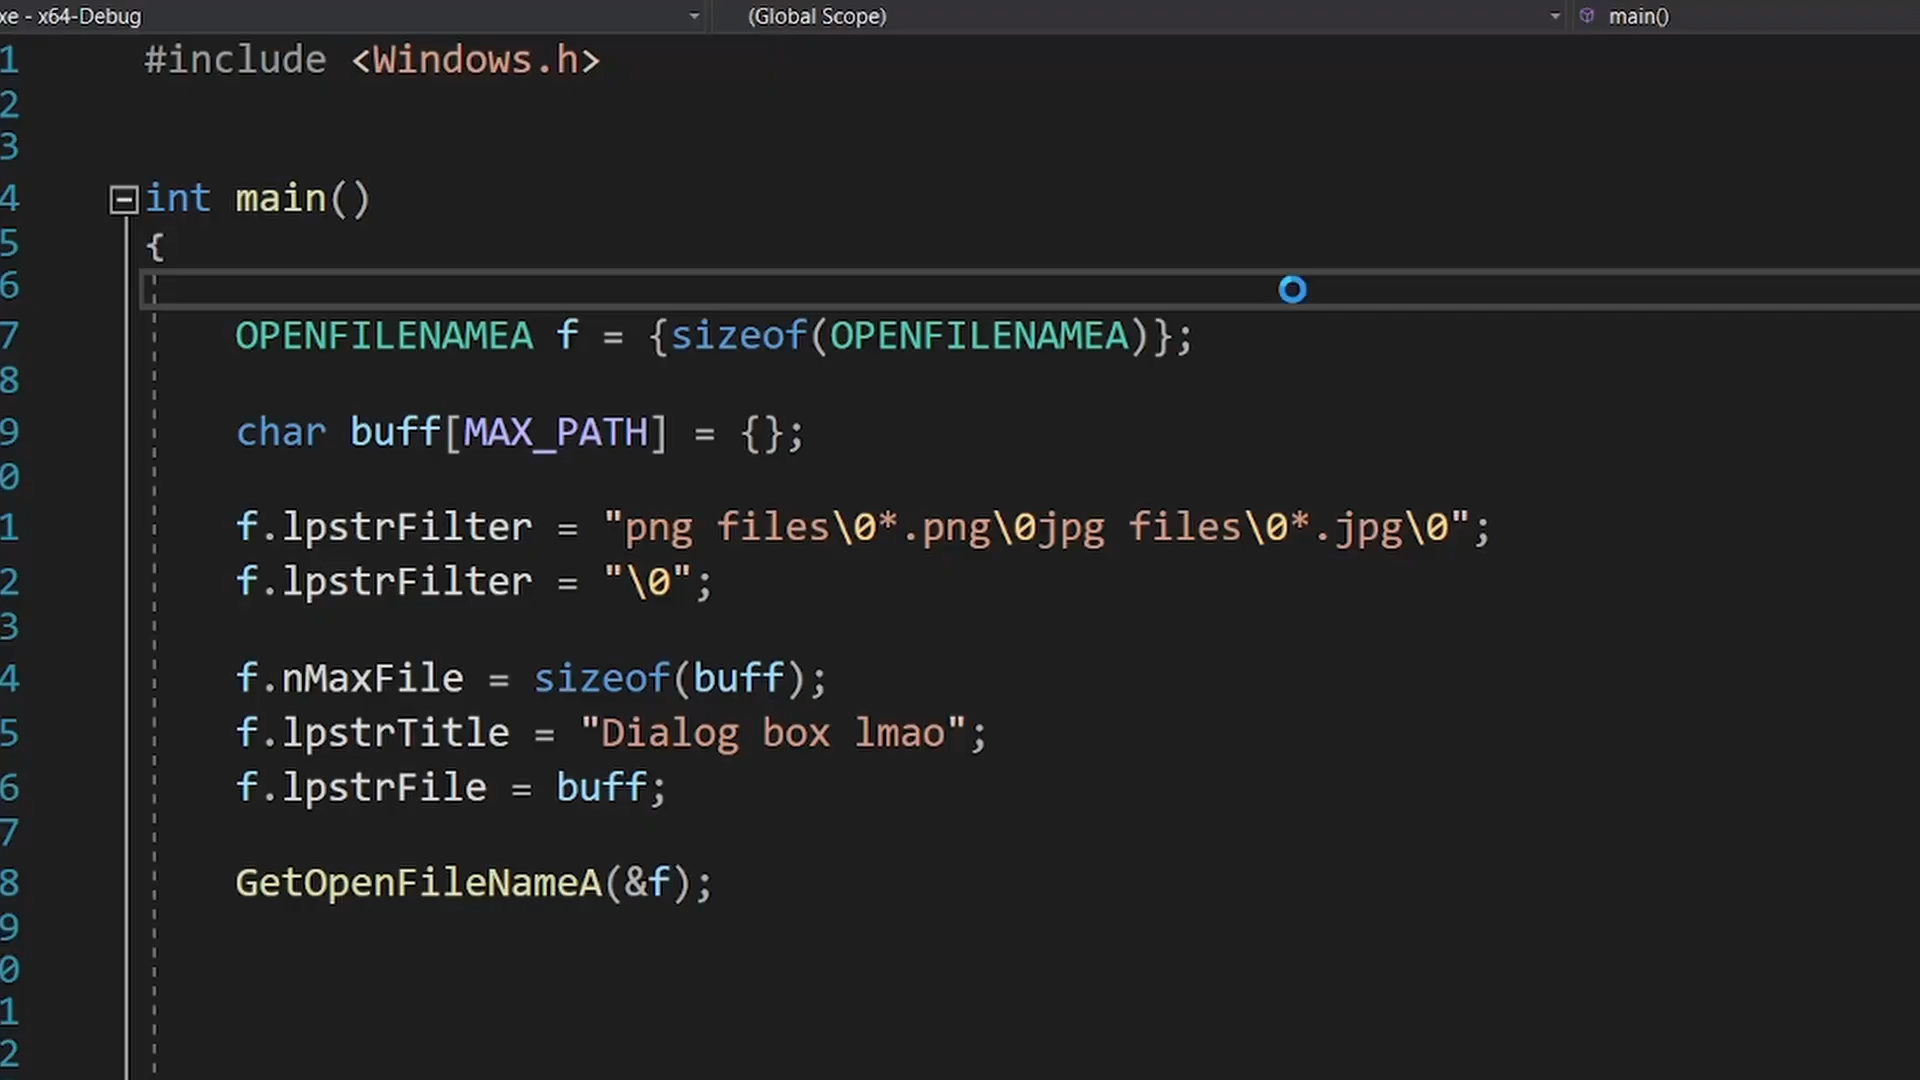 xe - x64-Debug (Global Scope) main()
1 #include <Windows.h>
2
3
4 int main()
5 {
6
7 OPENFILENAMEA f = {sizeof(OPENFILENAMEA)};
8
9 char buff[MAX_PATH] = {};
0
1 f.lpstrFilter = "png files\0*.png\0jpg files\0*.jpg\0";
2 f.lpstrFilter = "\0";
3
4 f.nMaxFile = sizeof(buff);
5 f.lpstrTitle = "Dialog box lmao";
6 f.lpstrFile = buff;
7
8 GetOpenFileNameA(&f);
9
0
1
2